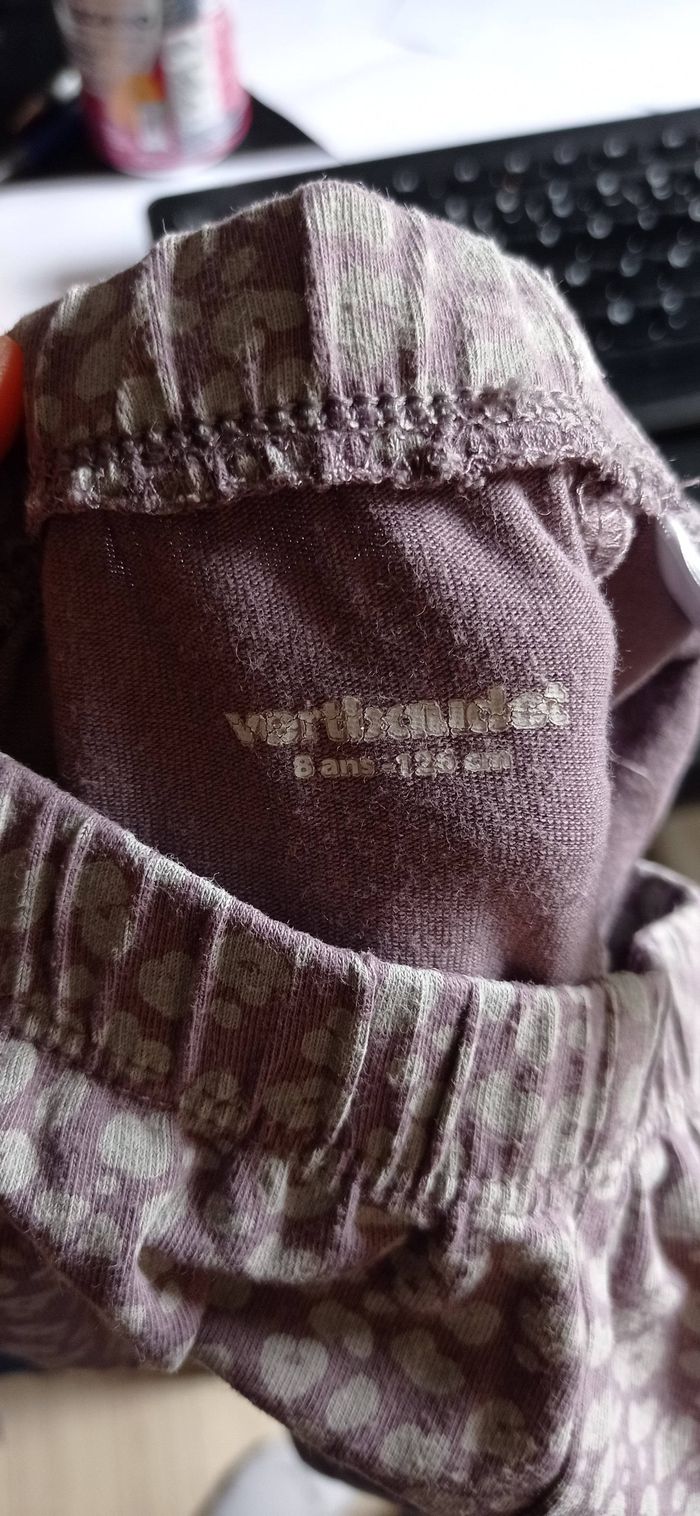 vertbaudet
8 ans - 126 cm